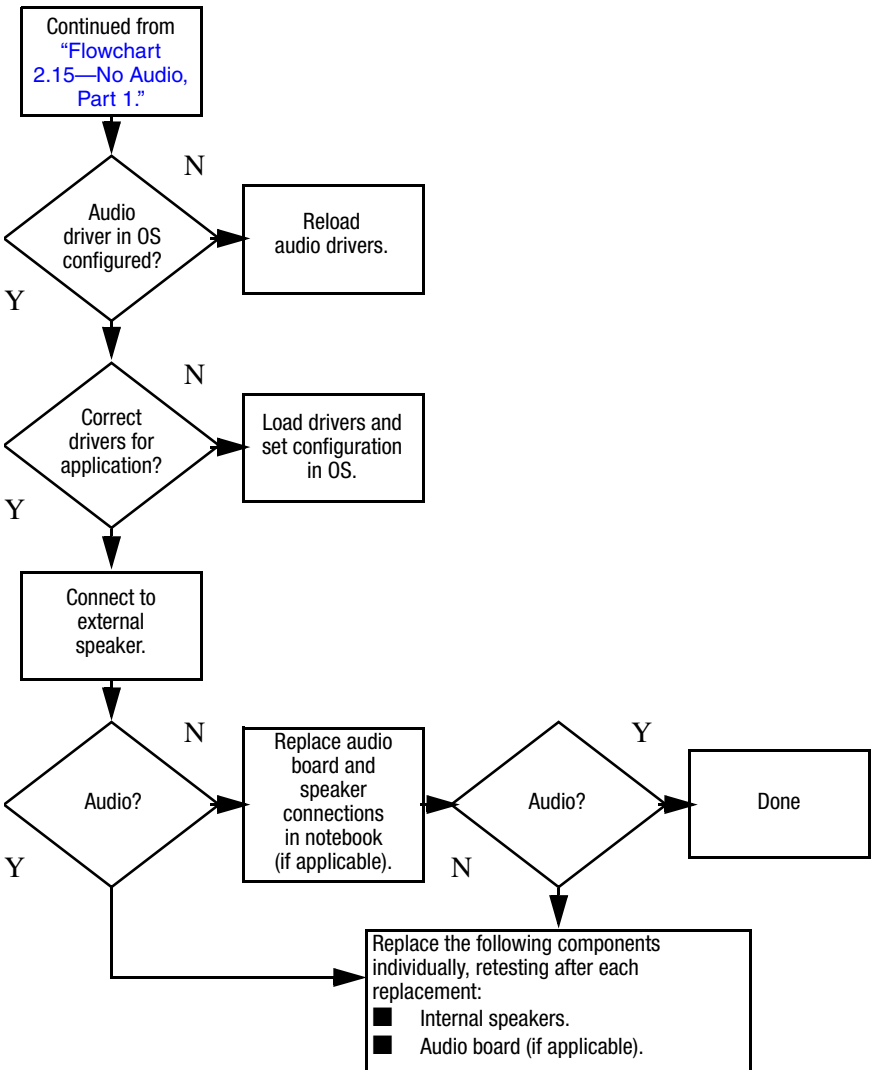 Continued from
“Flowchart
2.15—No Audio,
Part 1.”
N
Audio
driver in OS
configured?
Reload
audio drivers.
Y
N
Correct
drivers for
application?
Load drivers and
set configuration
in OS.
Y
Connect to
external
speaker.
N
Audio?
Replace audio
board and
speaker
connections
in notebook
(if applicable).
Y
Audio?
Y
Done
N
Replace the following components
individually, retesting after each
replacement:
■ Internal speakers.
■ Audio board (if applicable).